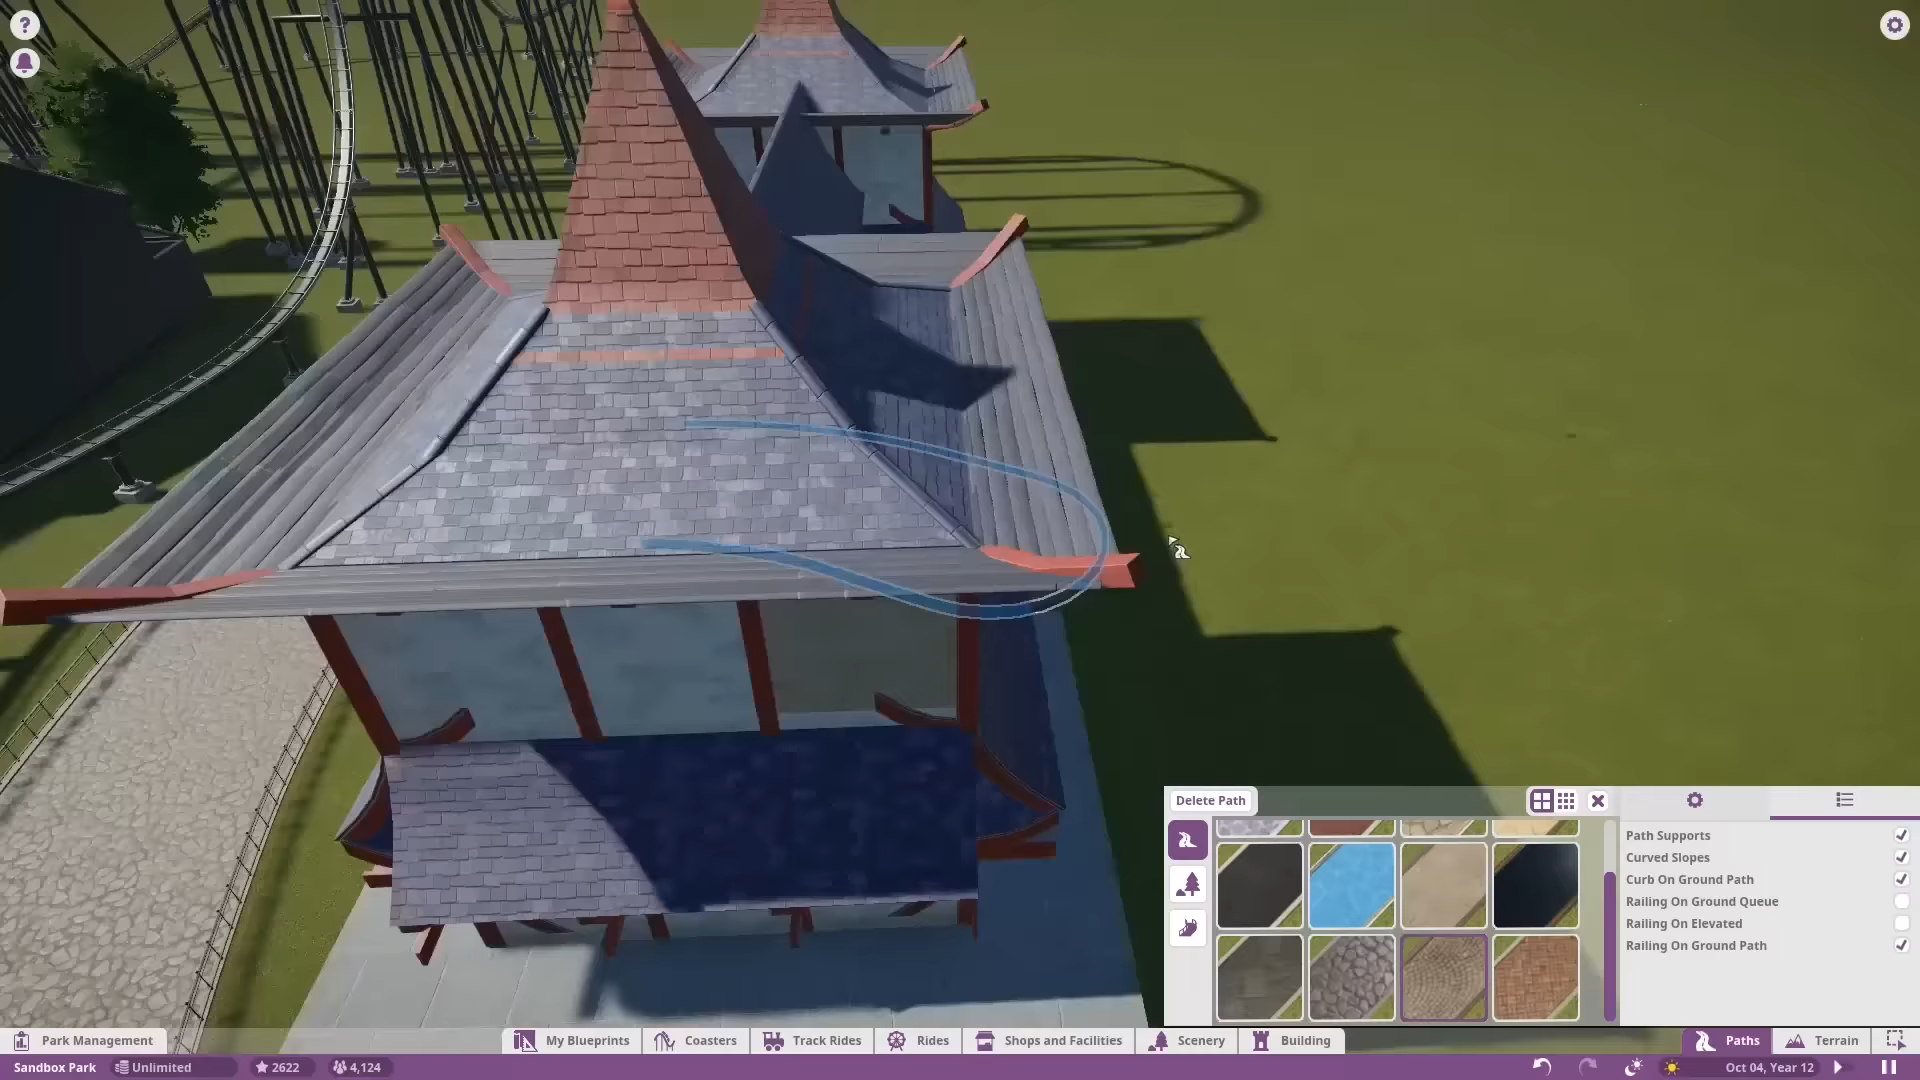 ?
Delete Path
Path Supports
Curved Slopes
Curb On Ground Path
Railing On Ground Queue
Railing On Elevated
Railing On Ground Path
Park Management
My Blueprints
Coasters
Track Rides
Rides
Shops and Facilities
Scenery
Building
Paths
Terrain
Sandbox Park
Unlimited
2622
4,124
Oct 04, Year 12